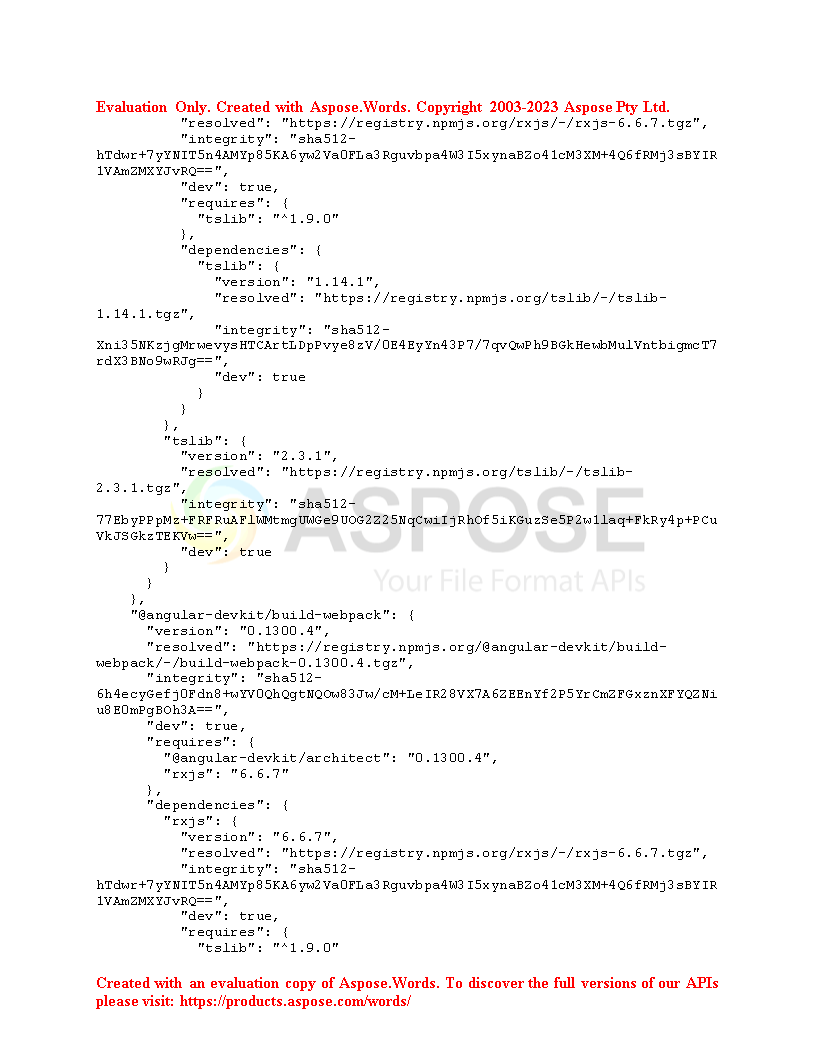 Evaluation Only. Created with Aspose.Words. Copyright 2003-2023 Aspose Pty Ltd.
"resolved": "https://registry.npmjs.org/rxjs/-/rxjs-6.6.7.tgz",
"integrity": "sha512-
hTdwr+7yYNIT5n4AMYp85KA6yw2Va0FLa3Rguvbpa4W3I5xynaBZo41cM3XM+4Q6fRMj3sBYIR
1VAmZMXYJvRQ==",
"dev": true,
"requires": {
"tslib": "^1.9.0"
},
"dependencies": {
"tslib": {
"version": "1.14.1",
"resolved": "https://registry.npmjs.org/tslib/-/tslib-
1.14.1.tgz",
"integrity": "sha512-
Xni35NKzjgMrwevysHTCArtLDpPvye8zV/0E4EyYn43P7/7qvQwPh9BGkHewbMulVntbigmcT7
rdX3BNo9wRJg==",
"dev": true
}
}
},
"tslib": {
"version": "2.3.1",
"resolved": "https://registry.npmjs.org/tslib/-/tslib-
2.3.1.tgz",
"integrity": "sha512-
77EbyPPpMz+FRFRuAFlWMtmgUWGe9UOG2Z25NqCwiIjRhOf5iKGuzSe5P2w1laq+FkRy4p+PCu
VkJSGkzTEKVw==",
"dev": true
}
}
},
"@angular-devkit/build-webpack": {
"version": "0.1300.4",
"resolved": "https://registry.npmjs.org/@angular-devkit/build-
webpack/-/build-webpack-0.1300.4.tgz",
"integrity": "sha512-
6h4ecyGefj0Fdn8+wYV0QhQgtNQOw83Jw/cM+LeIR28VX7A6ZEEnYf2P5YrCmZFGxznXFYQZNi
u8E0mPgBOh3A==",
"dev": true,
"requires": {
"@angular-devkit/architect": "0.1300.4",
"rxjs": "6.6.7"
},
"dependencies": {
"rxjs": {
"version": "6.6.7",
"resolved": "https://registry.npmjs.org/rxjs/-/rxjs-6.6.7.tgz",
"integrity": "sha512-
hTdwr+7yYNIT5n4AMYp85KA6yw2Va0FLa3Rguvbpa4W3I5xynaBZo41cM3XM+4Q6fRMj3sBYIR
1VAmZMXYJvRQ==",
"dev": true,
"requires": {
"tslib": "^1.9.0"
ASPOSE
Your File Format APIs
Created with an evaluation copy of Aspose.Words. To discover the full versions of our APIs
please visit: https://products.aspose.com/words/